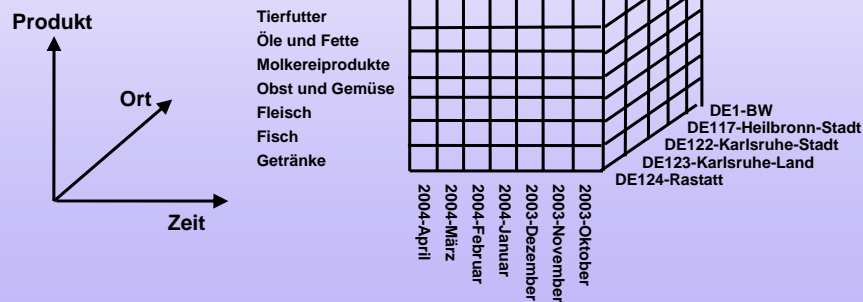 Produkt
Ort
Zeit
Tierfutter
Öle und Fette
Molkereiprodukte
Obst und Gemüse
Fleisch
Fisch
Getränke
DE1-BW
DE117-Heilbronn-Stadt
DE122-Karlsruhe-Stadt
DE123-Karlsruhe-Land
DE124-Rastatt
2004-April
2004-März
2004-Februar
2004-Januar
2003-Dezember
2003-November
2003-Oktober